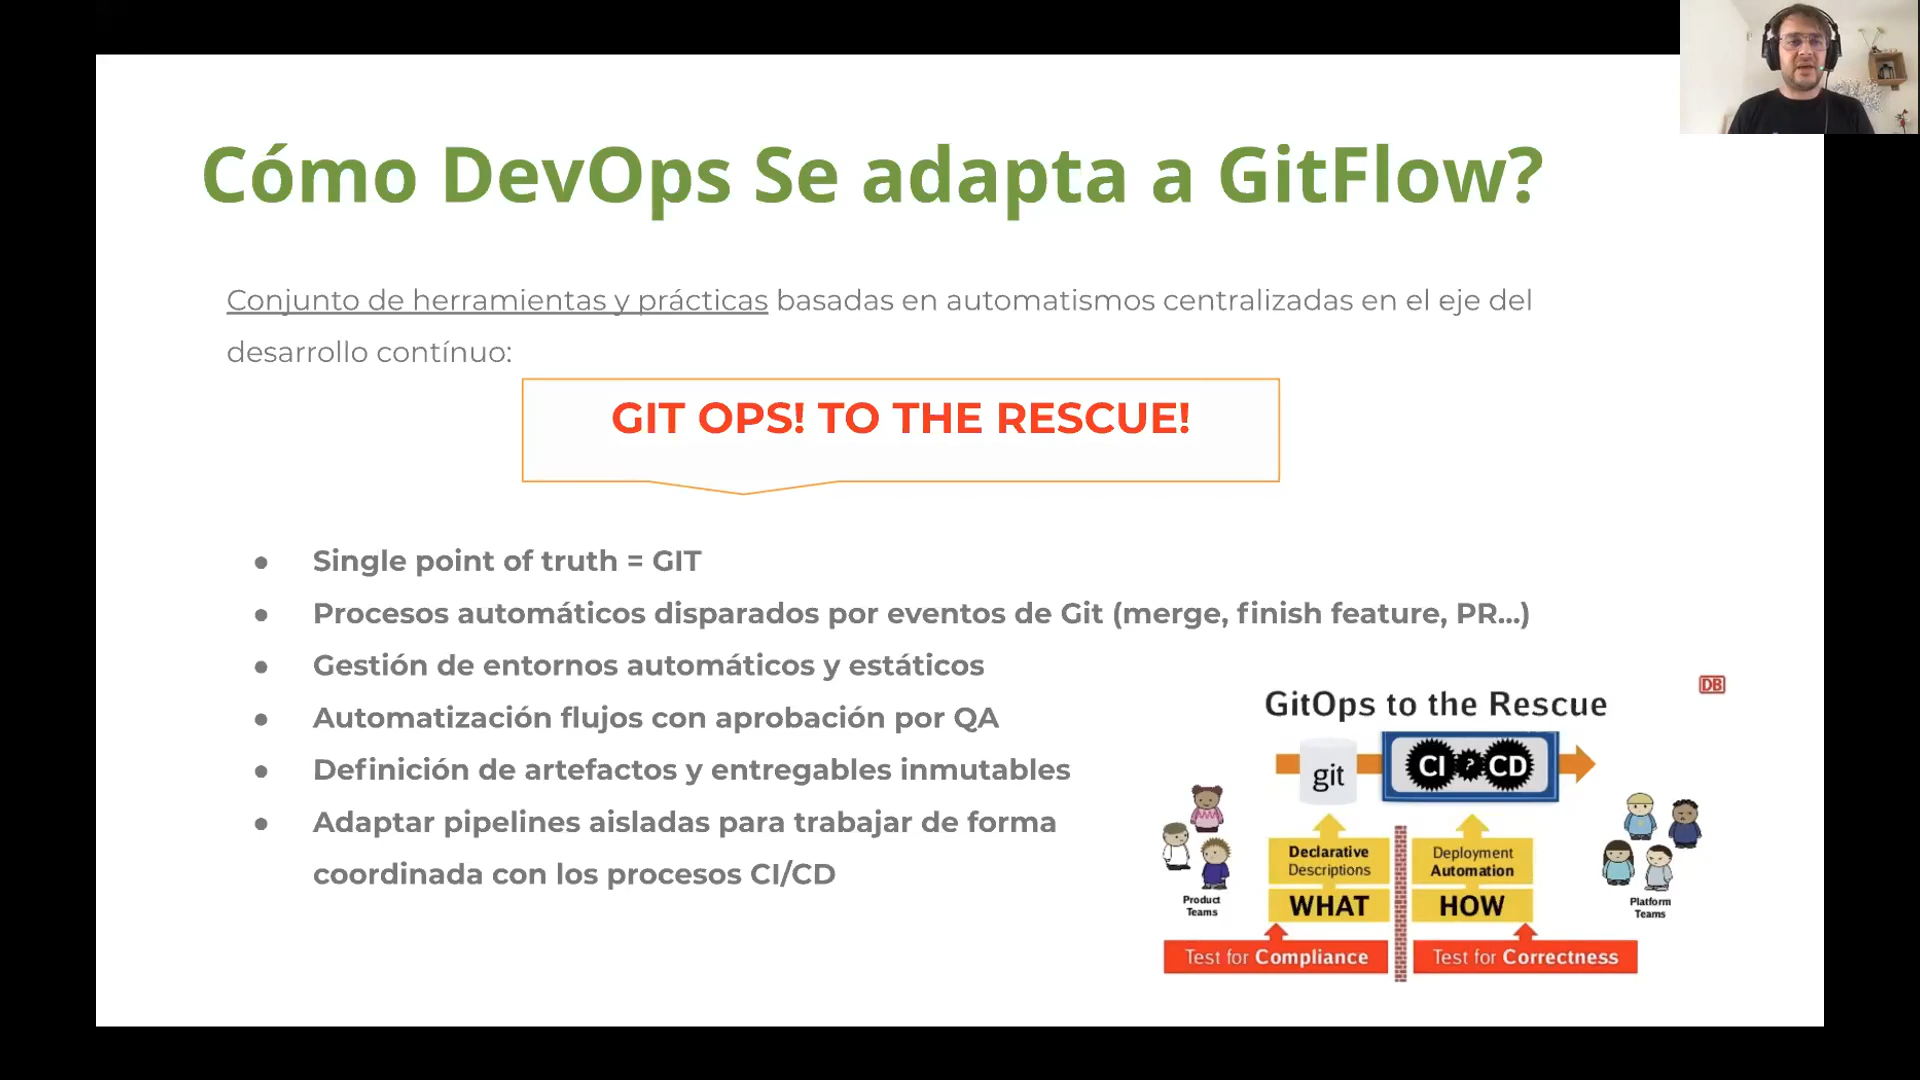 Cómo DevOps Se adapta a GitFlow?
Conjunto de herramientas y prácticas basadas en automatismos centralizadas en el eje del
desarrollo contínuo:
GIT OPS! TO THE RESCUE!
● Single point of truth = GIT
● Procesos automáticos disparados por eventos de Git (merge, finish feature, PR...)
● Gestión de entornos automáticos y estáticos
● Automatización flujos con aprobación por QA
● Definición de artefactos y entregables inmutables
● Adaptar pipelines aisladas para trabajar de forma
coordinada con los procesos CI/CD
DB
GitOps to the Rescue
git
CI ? CD
Declarative
Descriptions
WHAT
Deployment
Automation
HOW
Product
Teams
Platform
Teams
Test for Compliance
Test for Correctness